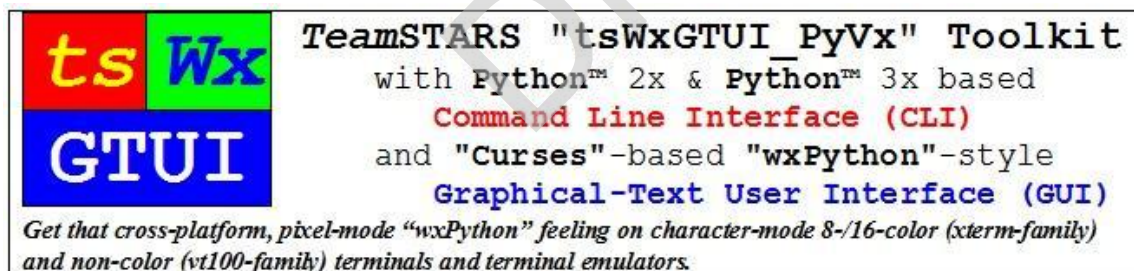 ts Wx
GTUI
TeamSTARS "tsWxGTUI_PyVx" Toolkit
with Python™ 2x & Python™ 3x based
Command Line Interface (CLI)
and "Curses"-based "wxPython"-style
Graphical-Text User Interface (GUI)
Get that cross-platform, pixel-mode “wxPython” feeling on character-mode 8-/16-color (xterm-family)
and non-color (vt100-family) terminals and terminal emulators.